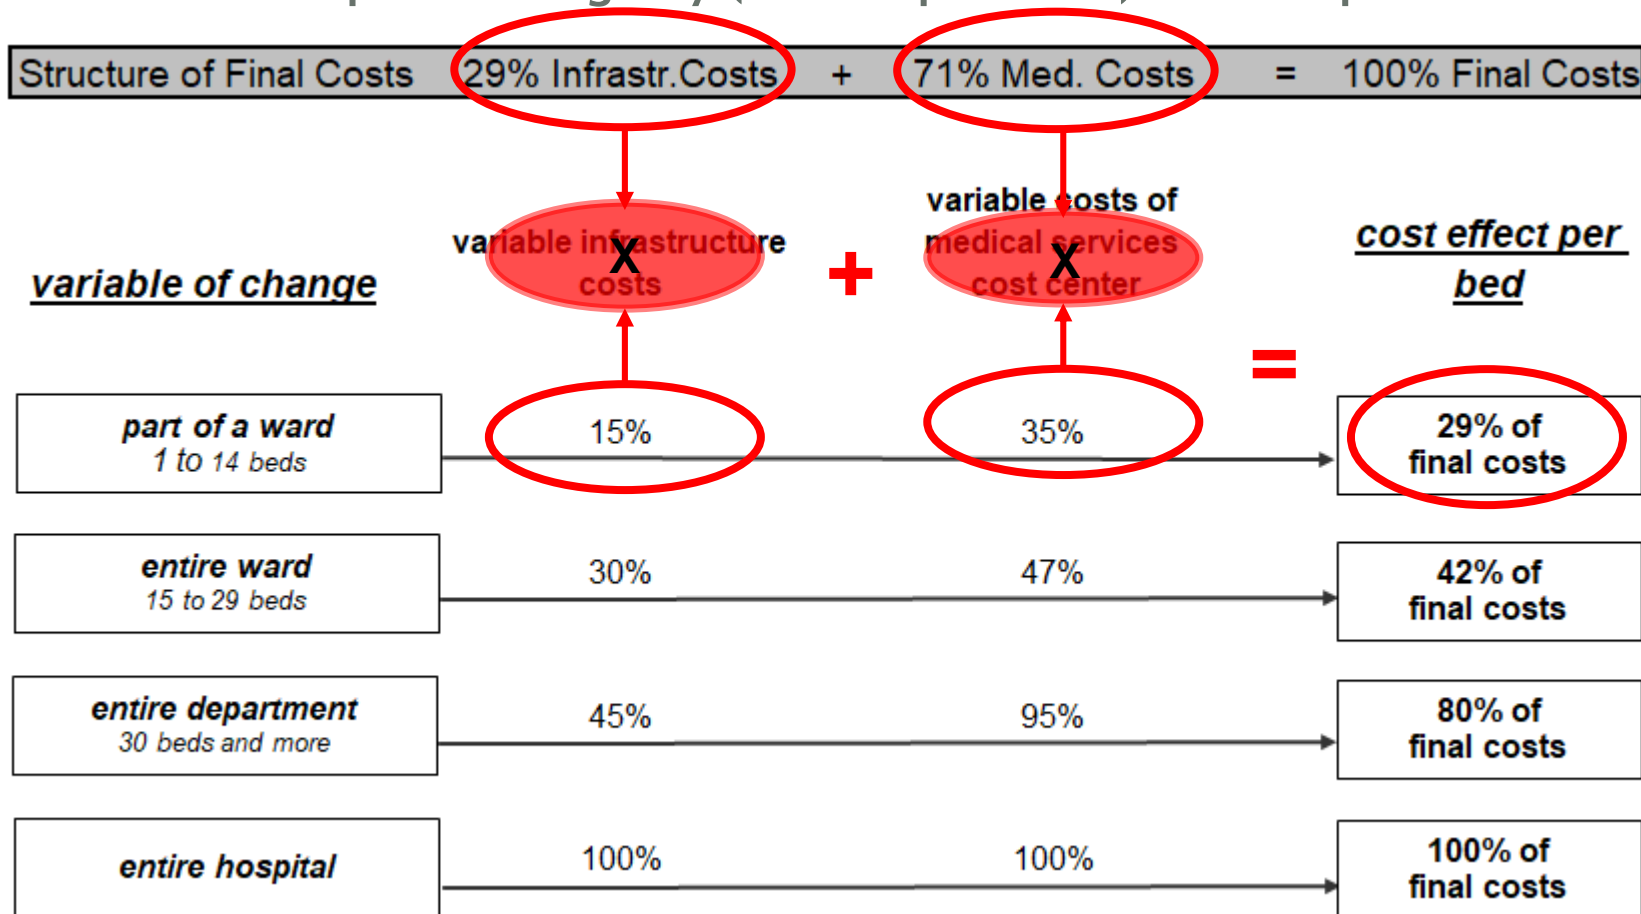 Structure of Final Costs 29% Infrastr.Costs + 71% Med. Costs = 100% Final Costs
variable of change
variable infrastructure
costs
X
+
variable costs of
medical services
cost center
X
=
cost effect per
bed
part of a ward
1 to 14 beds
15%
35%
29% of
final costs
entire ward
15 to 29 beds
30%
47%
42% of
final costs
entire department
30 beds and more
45%
95%
80% of
final costs
entire hospital
100%
100%
100% of
final costs